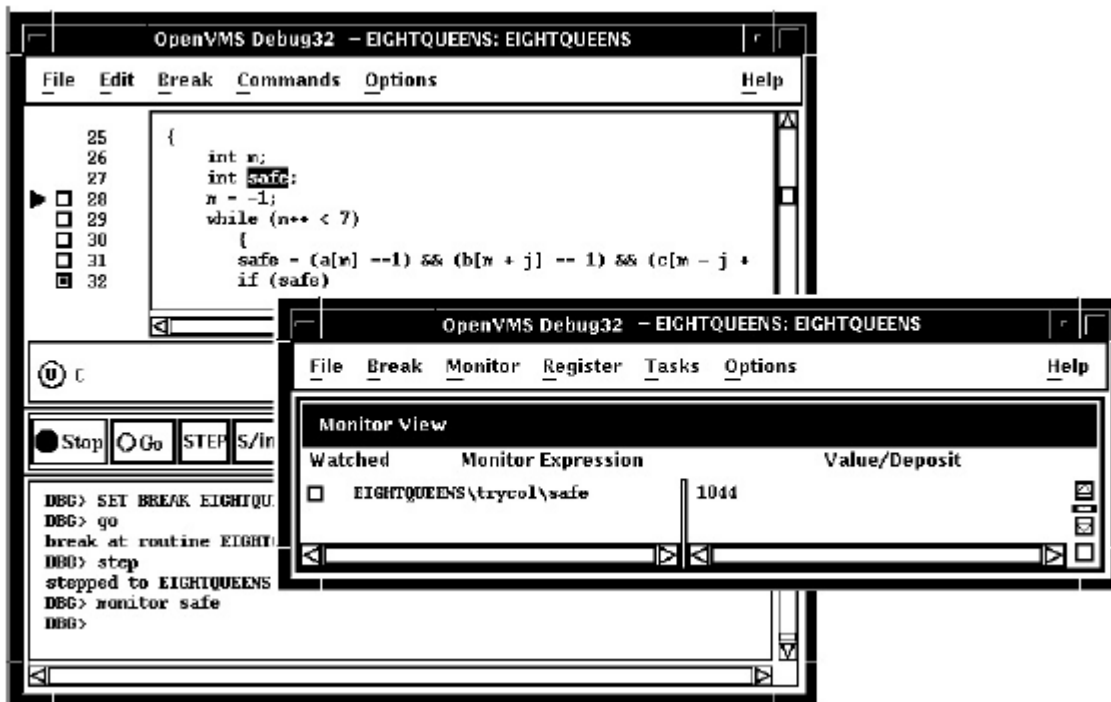 OpenVMS Debug32 - EIGHTQUEENS: EIGHTQUEENS
File Edit Break Commands Options Help
25 {
26 int m;
27 int safe;
28 m = -1;
29 while (m++ < 7)
30 {
31 safe = (a[m] ==1) && (b[m + j] == 1) && (c[m - j +
32 if (safe)
C
Stop Go STEP S/in
DBG> SET BREAK EIGHTQU
DBG> go
break at routine EIGHT
DBG> step
stepped to EIGHTQUEENS
DBG> monitor safe
DBG>
OpenVMS Debug32 - EIGHTQUEENS: EIGHTQUEENS
File Break Monitor Register Tasks Options Help
Monitor View
Watched Monitor Expression Value/Deposit
EIGHTQUEENS\trycol\safe 1044